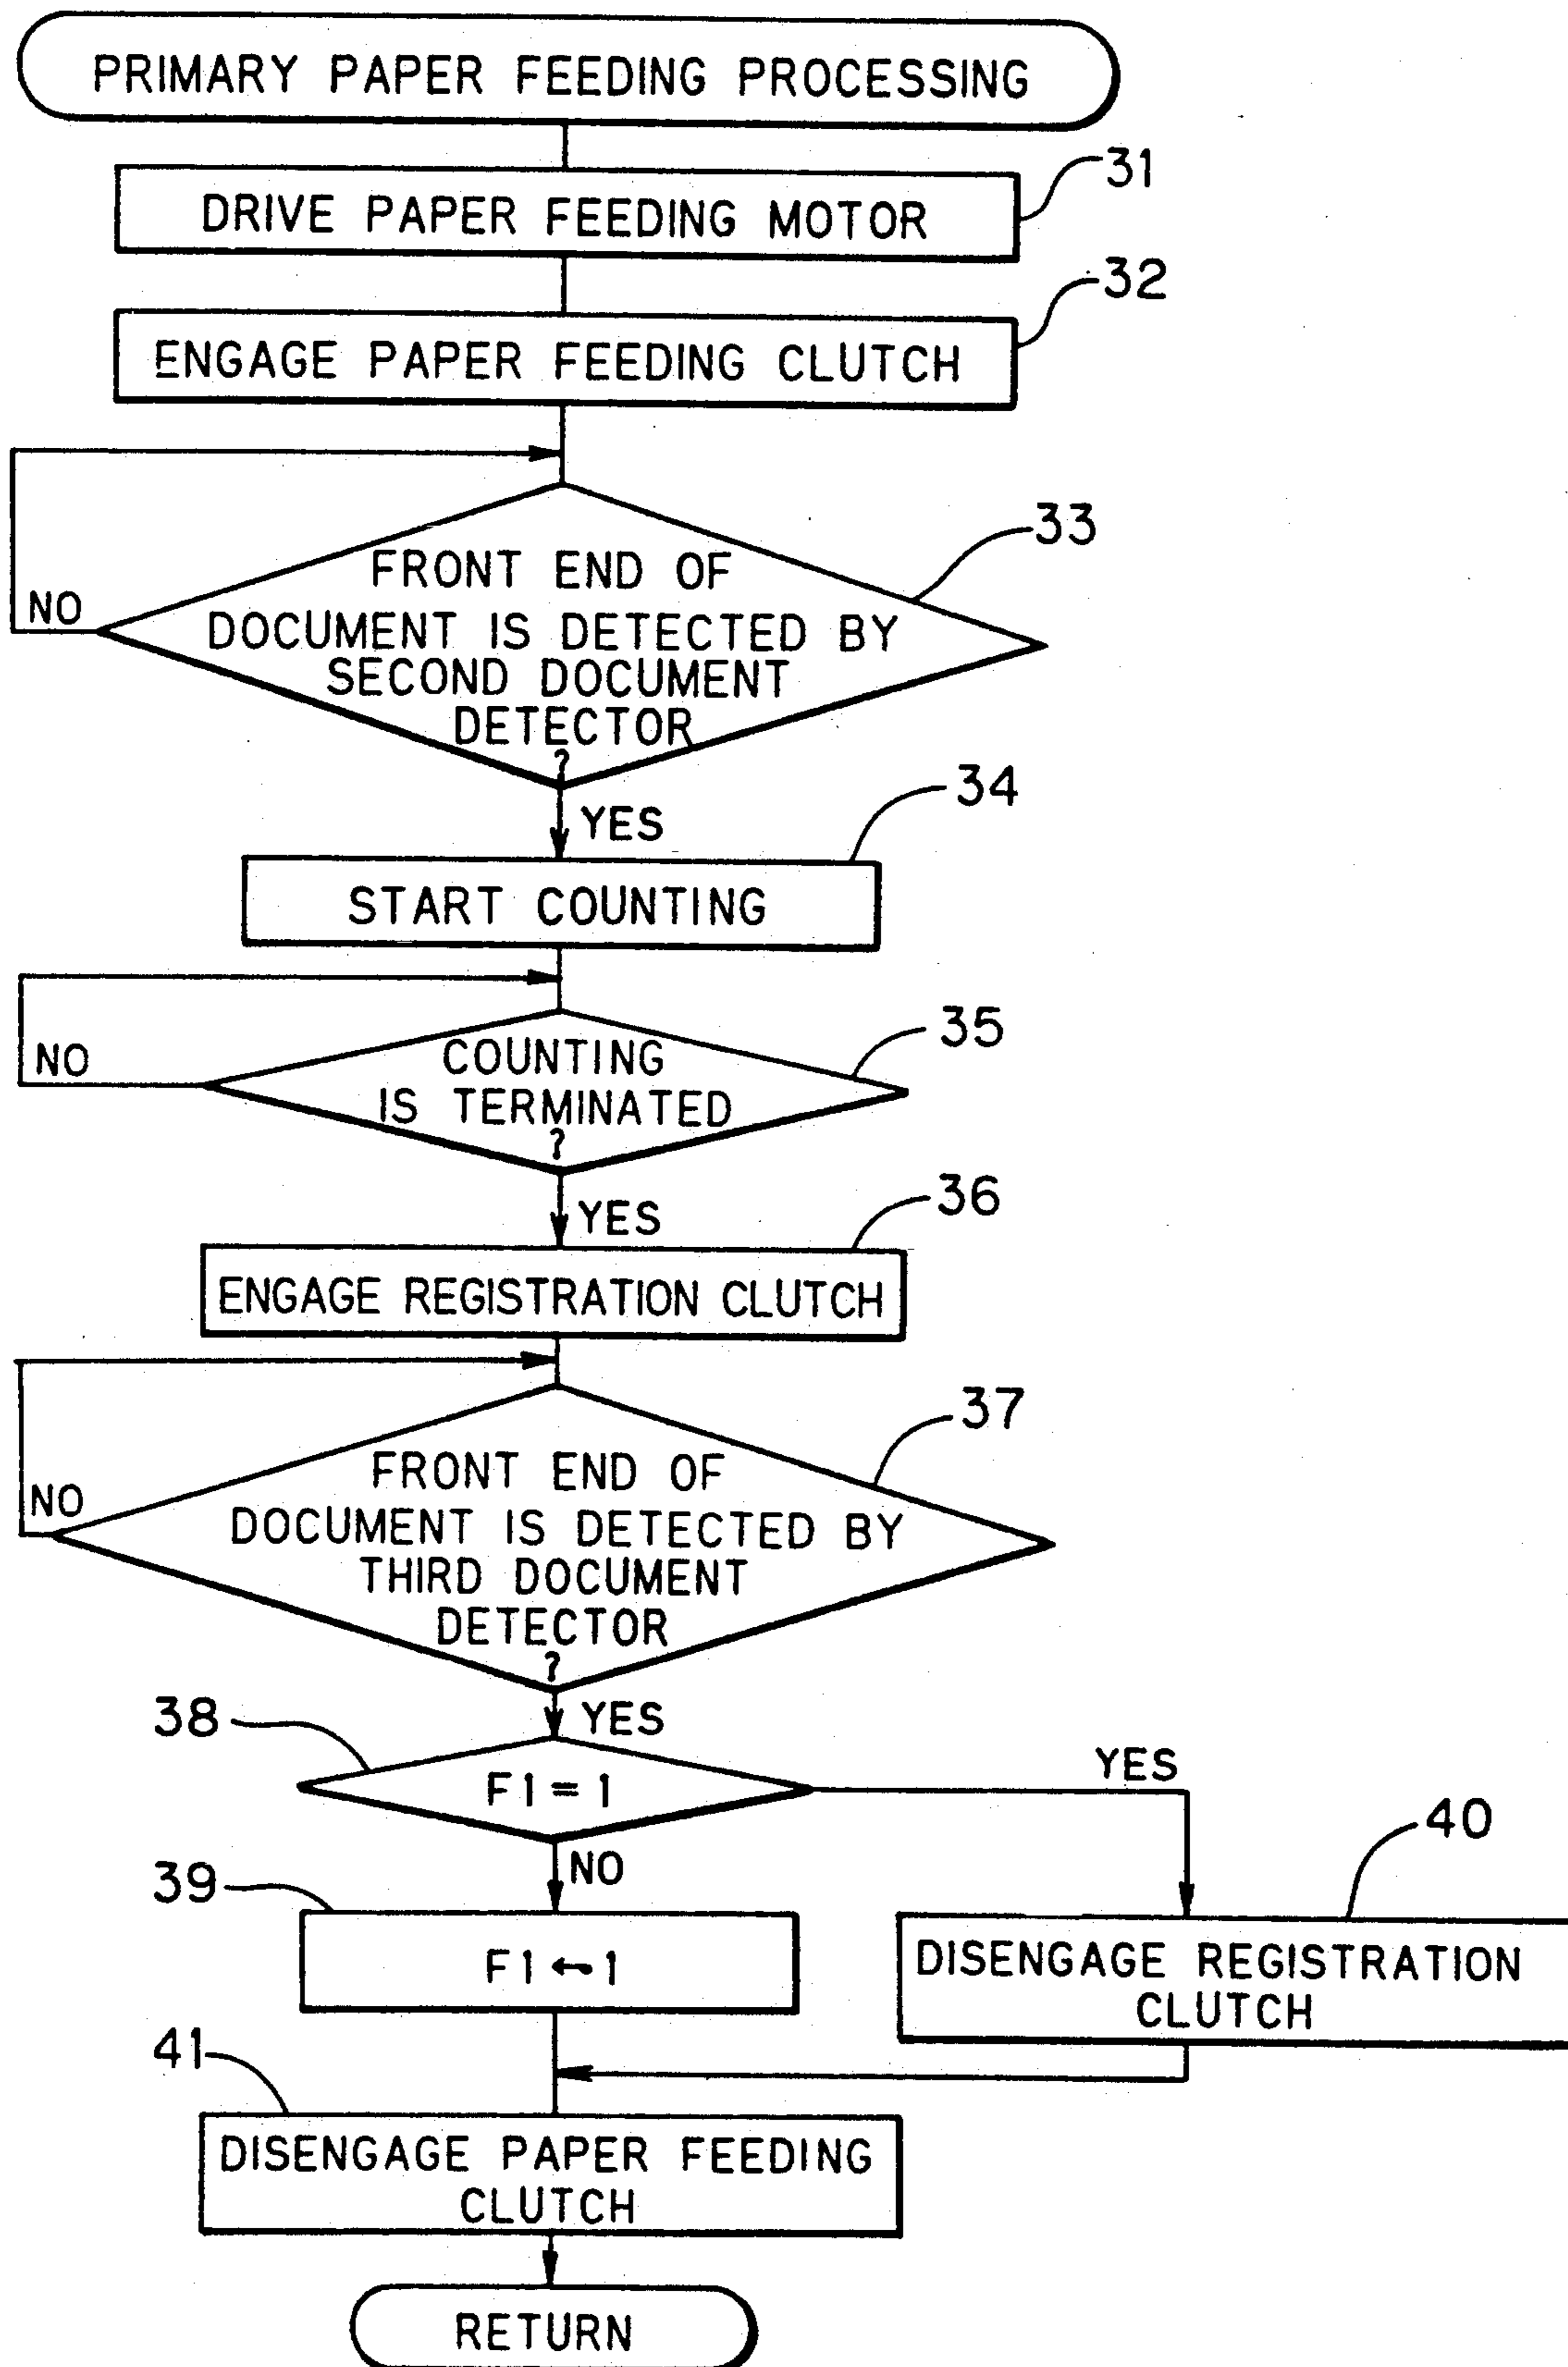 PRIMARY PAPER FEEDING PROCESSING
31
DRIVE PAPER FEEDING MOTOR
32
ENGAGE PAPER FEEDING CLUTCH
33
FRONT END OF
DOCUMENT IS DETECTED BY
SECOND DOCUMENT
DETECTOR
?
NO
YES
34
START COUNTING
35
COUNTING
IS TERMINATED
?
NO
YES
36
ENGAGE REGISTRATION CLUTCH
37
FRONT END OF
DOCUMENT IS DETECTED BY
THIRD DOCUMENT
DETECTOR
?
NO
YES
38
F1 = 1
YES
NO
39
F1 ← 1
40
DISENGAGE REGISTRATION
CLUTCH
41
DISENGAGE PAPER FEEDING
CLUTCH
RETURN